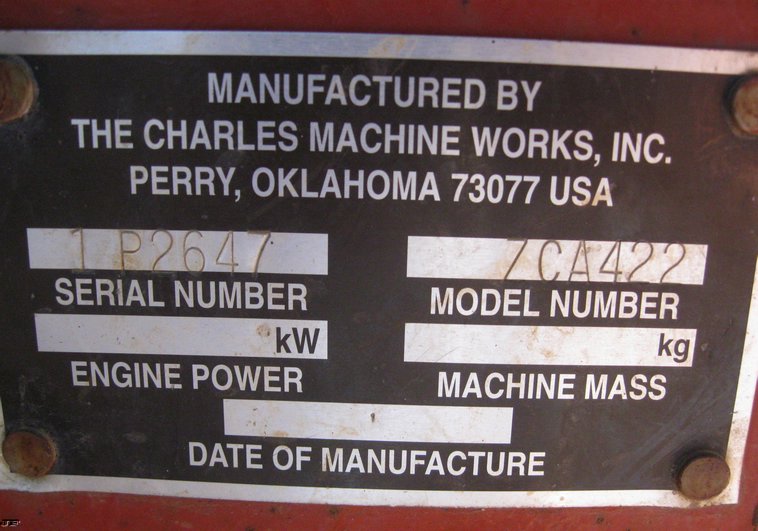 MANUFACTURED BY
THE CHARLES MACHINE WORKS, INC.
PERRY, OKLAHOMA 73077 USA
1P2647 7CA422
SERIAL NUMBER MODEL NUMBER
kW kg
ENGINE POWER MACHINE MASS
DATE OF MANUFACTURE